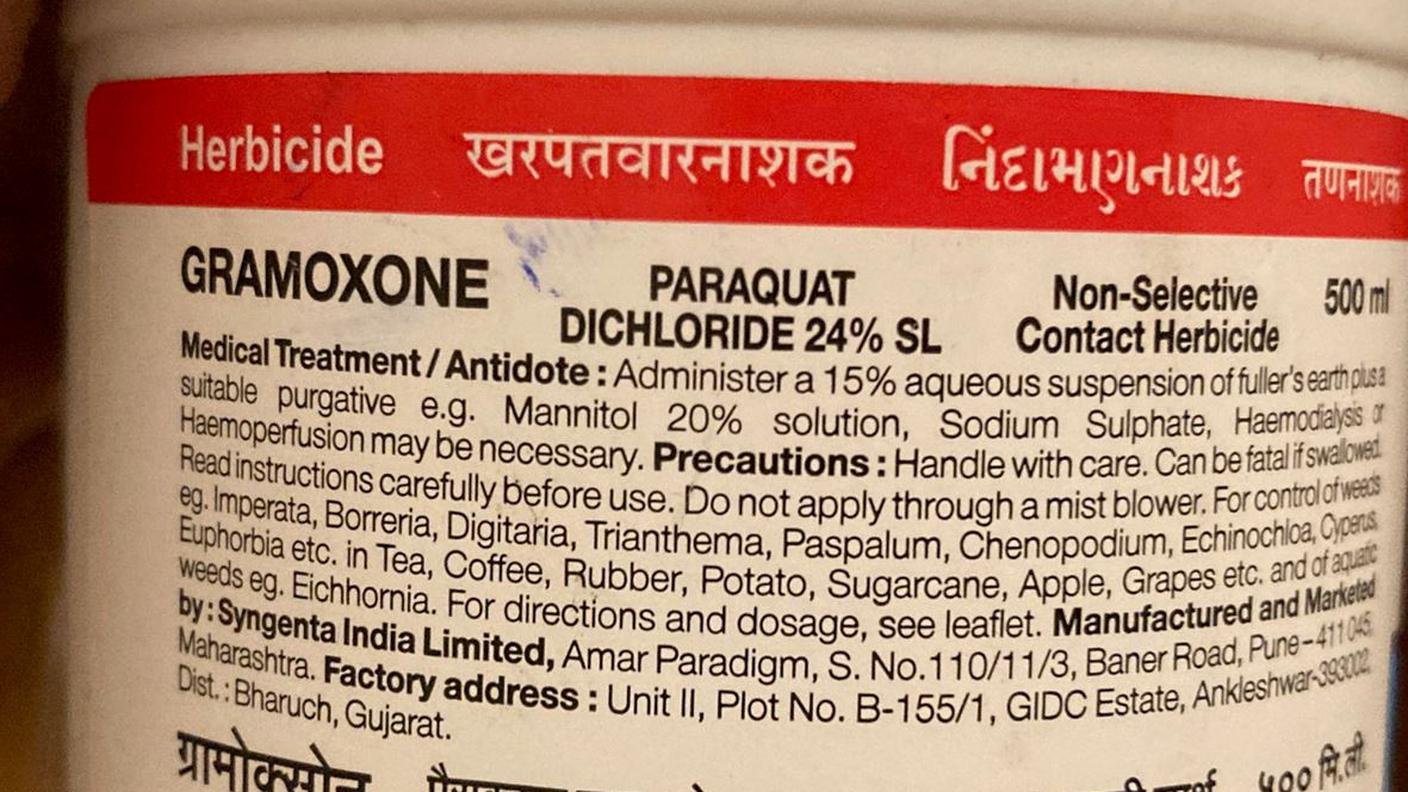 Herbicide खरपतवारनाशक નિંદામણનાશક तणनाशक
GRAMOXONE PARAQUAT DICHLORIDE 24% SL Non-Selective Contact Herbicide 500 ml
Medical Treatment / Antidote : Administer a 15% aqueous suspension of fuller's earth plus a
suitable purgative e.g. Mannitol 20% solution, Sodium Sulphate, Haemodialysis or
Haemoperfusion may be necessary. Precautions : Handle with care. Can be fatal if swallowed.
Read instructions carefully before use. Do not apply through a mist blower. For control of weeds
eg. Imperata, Borreria, Digitaria, Trianthema, Paspalum, Chenopodium, Echinochloa, Cyperus,
Euphorbia etc. in Tea, Coffee, Rubber, Potato, Sugarcane, Apple, Grapes etc. and of aquatic
weeds eg. Eichhornia. For directions and dosage, see leaflet. Manufactured and Marketed
by : Syngenta India Limited, Amar Paradigm, S. No.110/11/3, Baner Road, Pune-411 045,
Maharashtra. Factory address : Unit II, Plot No. B-155/1, GIDC Estate, Ankleshwar-393002,
Dist. : Bharuch, Gujarat.
ग्रामोक्सोन ५०० मि.ली.